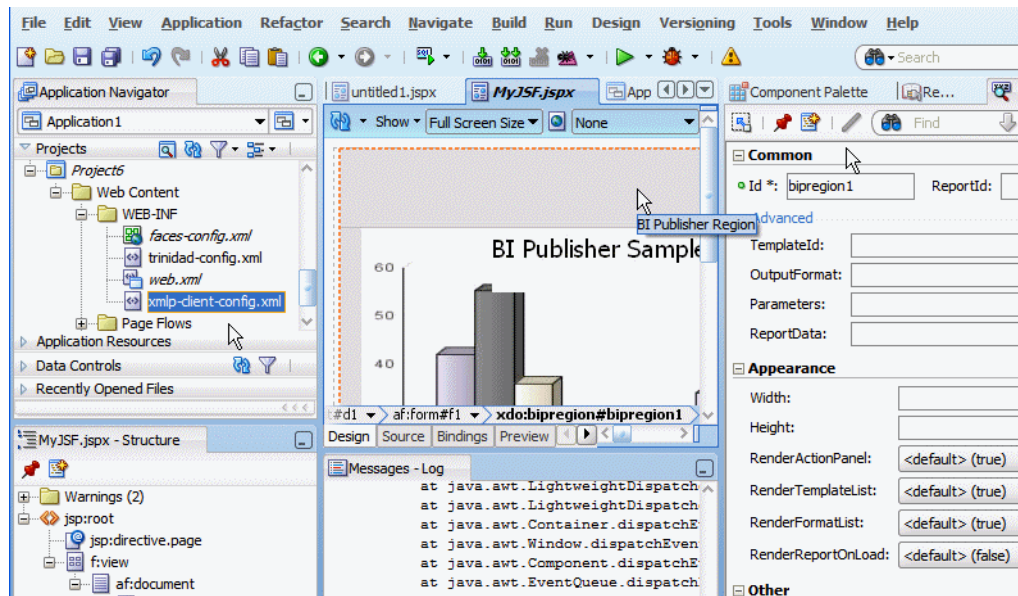 File Edit View Application Refactor Search Navigate Build Run Design Versioning Tools Window Help
Search
Application Navigator
Application1
Projects
Project6
Web Content
WEB-INF
faces-config.xml
trinidad-config.xml
web.xml
xmlp-client-config.xml
Page Flows
Application Resources
Data Controls
Recently Opened Files
MyJSF.jspx - Structure
Warnings (2)
jsp:root
jsp:directive.page
f:view
af:document
untitled1.jspx MyJSF.jspx App
Show Full Screen Size None
BI Publisher Region
BI Publisher Sample
60
50
40
:#d1 af:form#f1 xdo:bipregion#bipregion1
Design Source Bindings Preview
Messages - Log
at java.awt.LightweightDispatch
at java.awt.LightweightDispatch
at java.awt.Container.dispatchE
at java.awt.Window.dispatchEven
at java.awt.Component.dispatchE
at java.awt.EventQueue.dispatch
Component Palette Re...
Find
Common
Id *: bipregion1 ReportId:
Advanced
TemplateId:
OutputFormat:
Parameters:
ReportData:
Appearance
Width:
Height:
RenderActionPanel: <default> (true)
RenderTemplateList: <default> (true)
RenderFormatList: <default> (true)
RenderReportOnLoad: <default> (false)
Other